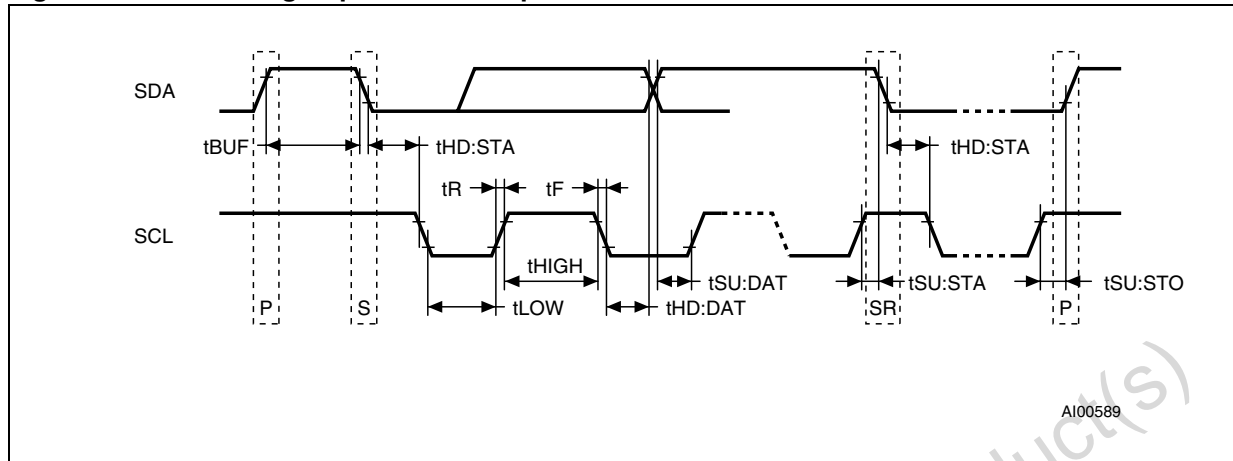 SDA
tBUF
tHD:STA
tHD:STA
tR
tF
SCL
tHIGH
tSU:DAT
tSU:STA
tSU:STO
tLOW
tHD:DAT
P
S
SR
P
AI00589